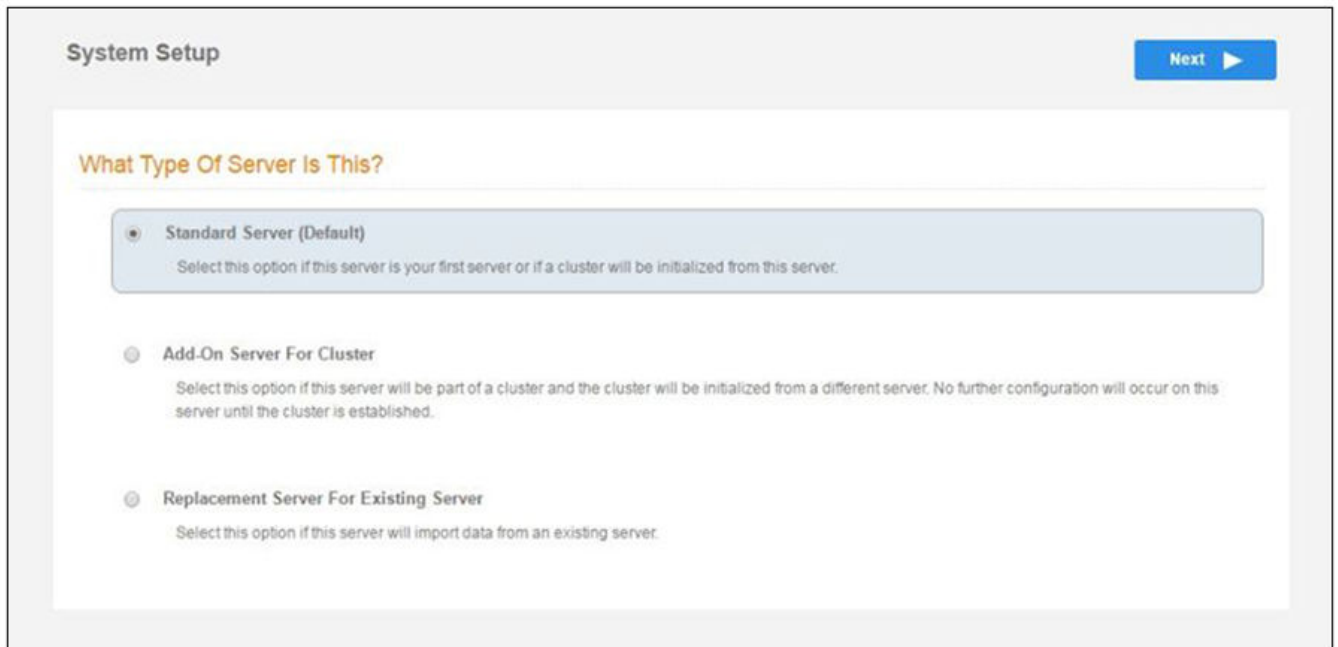 System Setup
Next
What Type Of Server Is This?
Standard Server (Default)
Select this option if this server is your first server or if a cluster will be initialized from this server.
Add-On Server For Cluster
Select this option if this server will be part of a cluster and the cluster will be initialized from a different server. No further configuration will occur on this
server until the cluster is established.
Replacement Server For Existing Server
Select this option if this server will import data from an existing server.